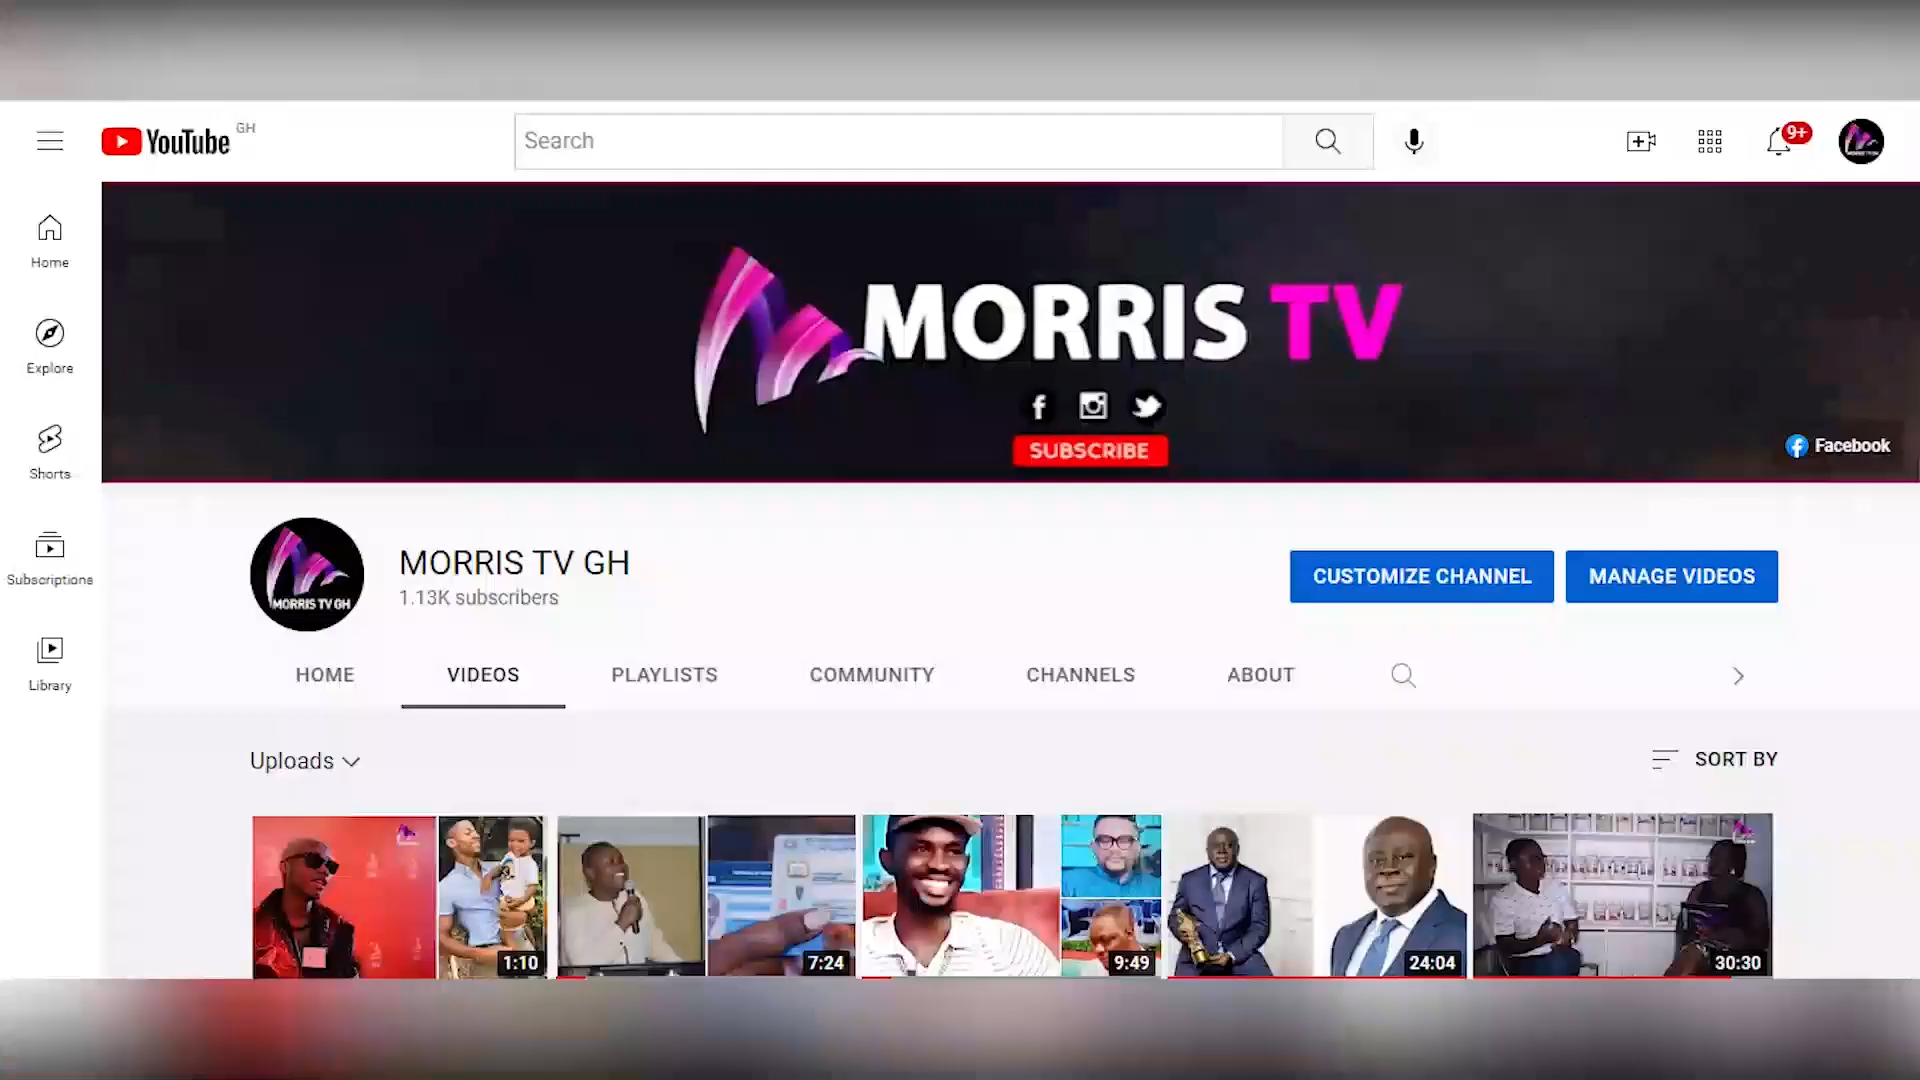 YouTube GH
Search
9+
Home
Explore
Shorts
Subscriptions
Library
MORRIS TV
SUBSCRIBE
Facebook
MORRIS TV GH
MORRIS TV GH
1.13K subscribers
CUSTOMIZE CHANNEL
MANAGE VIDEOS
HOME
VIDEOS
PLAYLISTS
COMMUNITY
CHANNELS
ABOUT
Uploads
SORT BY
1:10
7:24
9:49
24:04
30:30